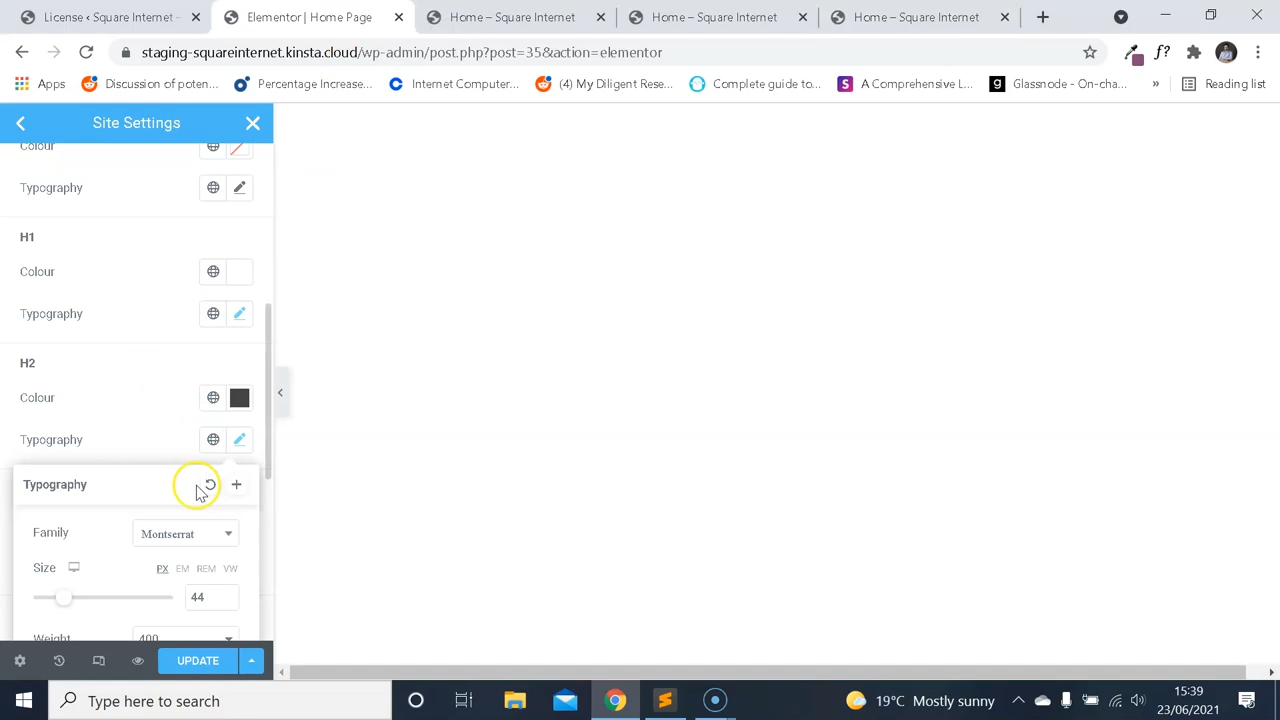 License ‹ Square Internet -
Elementor | Home Page
Home – Square Internet
Home – Square Internet
Home – Square Internet
staging-squareinternet.kinsta.cloud/wp-admin/post.php?post=35&action=elementor
f?
Apps
Discussion of poten...
Percentage Increase...
Internet Computer...
(4) My Diligent Rese...
Complete guide to...
A Comprehensive L...
Glassnode - On-cha...
»
Reading list
Site Settings
Colour
Typography
H1
Colour
Typography
H2
Colour
Typography
Typography
Family
Montserrat
Size
PX EM REM VW
44
Weight
400
UPDATE
Type here to search
19°C Mostly sunny
15:39
23/06/2021